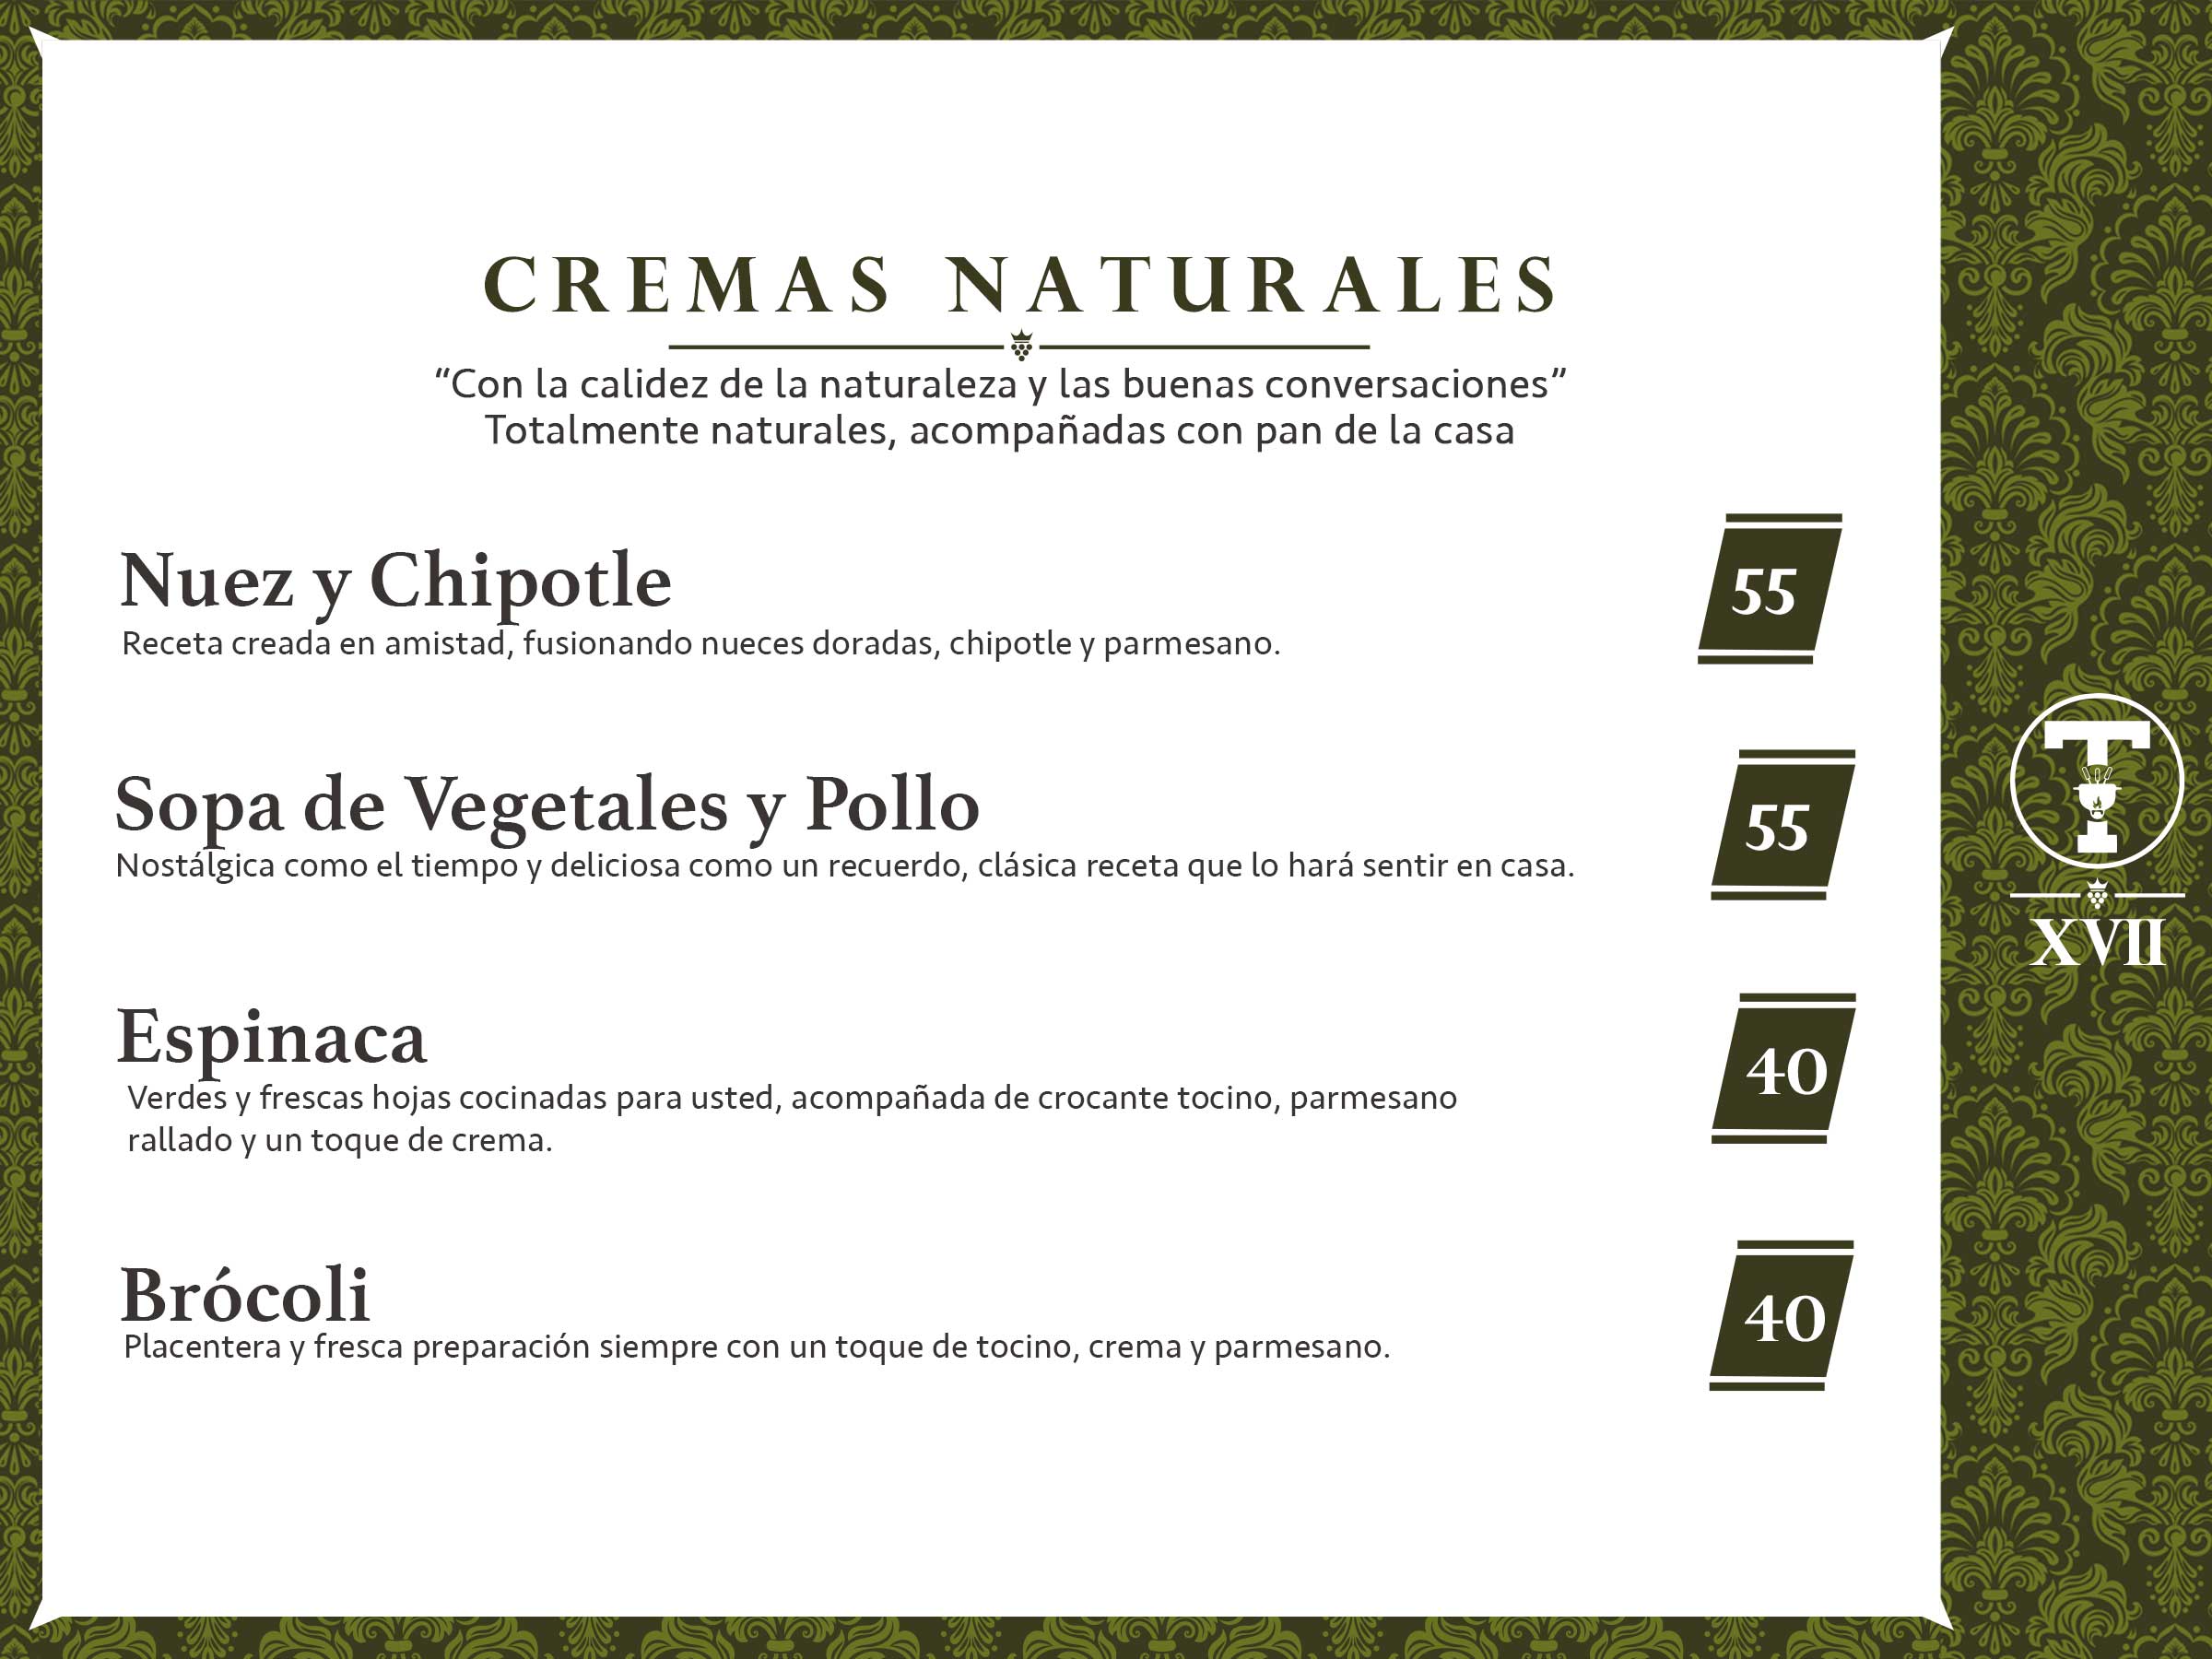 CREMAS NATURALES
“Con la calidez de la naturaleza y las buenas conversaciones”
Totalmente naturales, acompañadas con pan de la casa
Nuez y Chipotle
55
Receta creada en amistad, fusionando nueces doradas, chipotle y parmesano.
Sopa de Vegetales y Pollo
55
Nostálgica como el tiempo y deliciosa como un recuerdo, clásica receta que lo hará sentir en casa.
Espinaca
40
Verdes y frescas hojas cocinadas para usted, acompañada de crocante tocino, parmesano
rallado y un toque de crema.
Brócoli
40
Placentera y fresca preparación siempre con un toque de tocino, crema y parmesano.
T
XVII